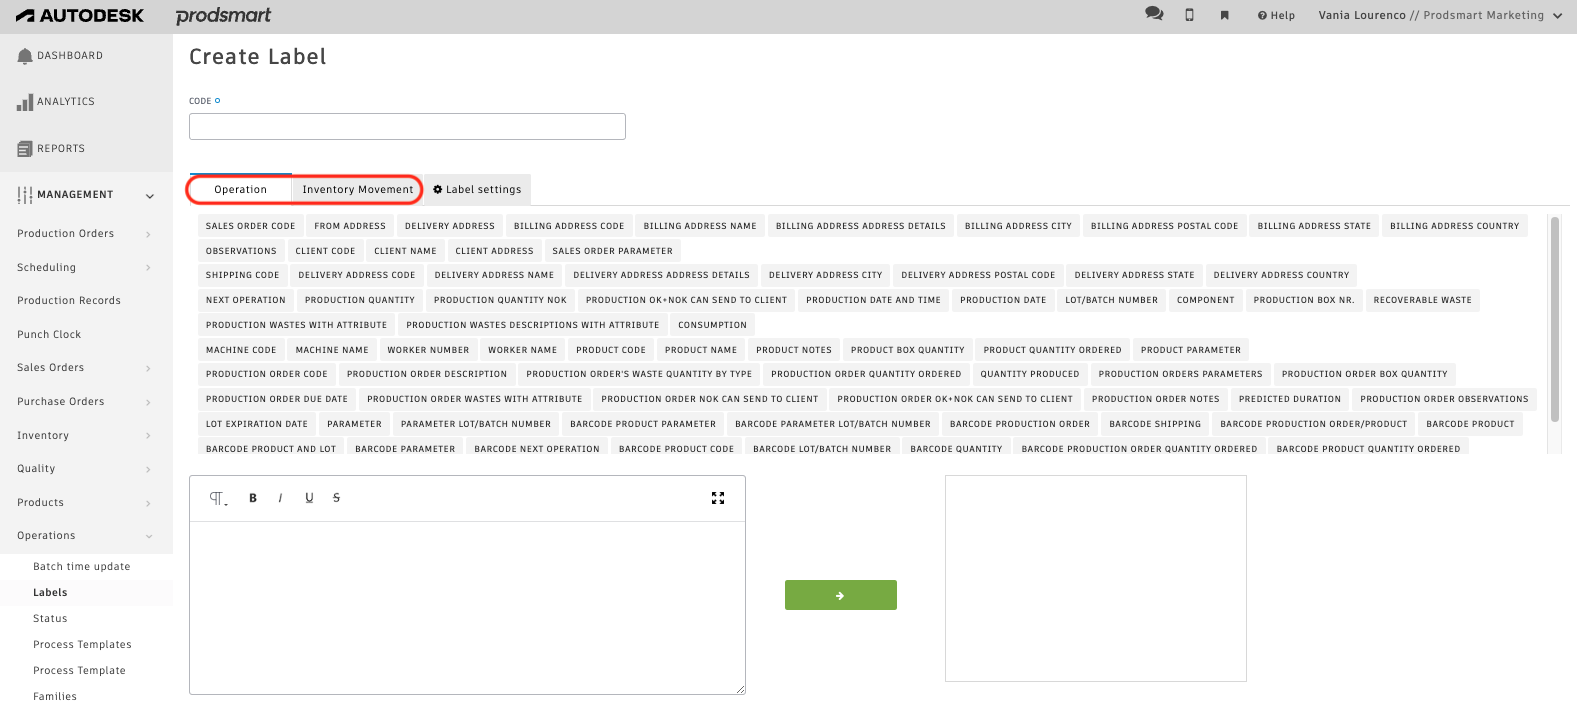 AUTODESK prodsmart Help Vania Lourenco // Prodsmart Marketing
DASHBOARD
ANALYTICS
REPORTS
MANAGEMENT
Production Orders
Scheduling
Production Records
Punch Clock
Sales Orders
Purchase Orders
Inventory
Quality
Products
Operations
Batch time update
Labels
Status
Process Templates
Process Template
Families
Create Label
CODE
Operation Inventory Movement Label settings
SALES ORDER CODE FROM ADDRESS DELIVERY ADDRESS BILLING ADDRESS CODE BILLING ADDRESS NAME BILLING ADDRESS ADDRESS DETAILS BILLING ADDRESS CITY BILLING ADDRESS POSTAL CODE BILLING ADDRESS STATE BILLING ADDRESS COUNTRY
OBSERVATIONS CLIENT CODE CLIENT NAME CLIENT ADDRESS SALES ORDER PARAMETER
SHIPPING CODE DELIVERY ADDRESS CODE DELIVERY ADDRESS NAME DELIVERY ADDRESS ADDRESS DETAILS DELIVERY ADDRESS CITY DELIVERY ADDRESS POSTAL CODE DELIVERY ADDRESS STATE DELIVERY ADDRESS COUNTRY
NEXT OPERATION PRODUCTION QUANTITY PRODUCTION QUANTITY NOK PRODUCTION OK+NOK CAN SEND TO CLIENT PRODUCTION DATE AND TIME PRODUCTION DATE LOT/BATCH NUMBER COMPONENT PRODUCTION BOX NR. RECOVERABLE WASTE
PRODUCTION WASTES WITH ATTRIBUTE PRODUCTION WASTES DESCRIPTIONS WITH ATTRIBUTE CONSUMPTION
MACHINE CODE MACHINE NAME WORKER NUMBER WORKER NAME PRODUCT CODE PRODUCT NAME PRODUCT NOTES PRODUCT BOX QUANTITY PRODUCT QUANTITY ORDERED PRODUCT PARAMETER
PRODUCTION ORDER CODE PRODUCTION ORDER DESCRIPTION PRODUCTION ORDER'S WASTE QUANTITY BY TYPE PRODUCTION ORDER QUANTITY ORDERED QUANTITY PRODUCED PRODUCTION ORDERS PARAMETERS PRODUCTION ORDER BOX QUANTITY
PRODUCTION ORDER DUE DATE PRODUCTION ORDER WASTES WITH ATTRIBUTE PRODUCTION ORDER NOK CAN SEND TO CLIENT PRODUCTION ORDER OK+NOK CAN SEND TO CLIENT PRODUCTION ORDER NOTES PREDICTED DURATION PRODUCTION ORDER OBSERVATIONS
LOT EXPIRATION DATE PARAMETER PARAMETER LOT/BATCH NUMBER BARCODE PRODUCT PARAMETER BARCODE PARAMETER LOT/BATCH NUMBER BARCODE PRODUCTION ORDER BARCODE SHIPPING BARCODE PRODUCTION ORDER/PRODUCT BARCODE PRODUCT
BARCODE PRODUCT AND LOT BARCODE PARAMETER BARCODE NEXT OPERATION BARCODE PRODUCT CODE BARCODE LOT/BATCH NUMBER BARCODE QUANTITY BARCODE PRODUCTION ORDER QUANTITY ORDERED BARCODE PRODUCT QUANTITY ORDERED
B I U S